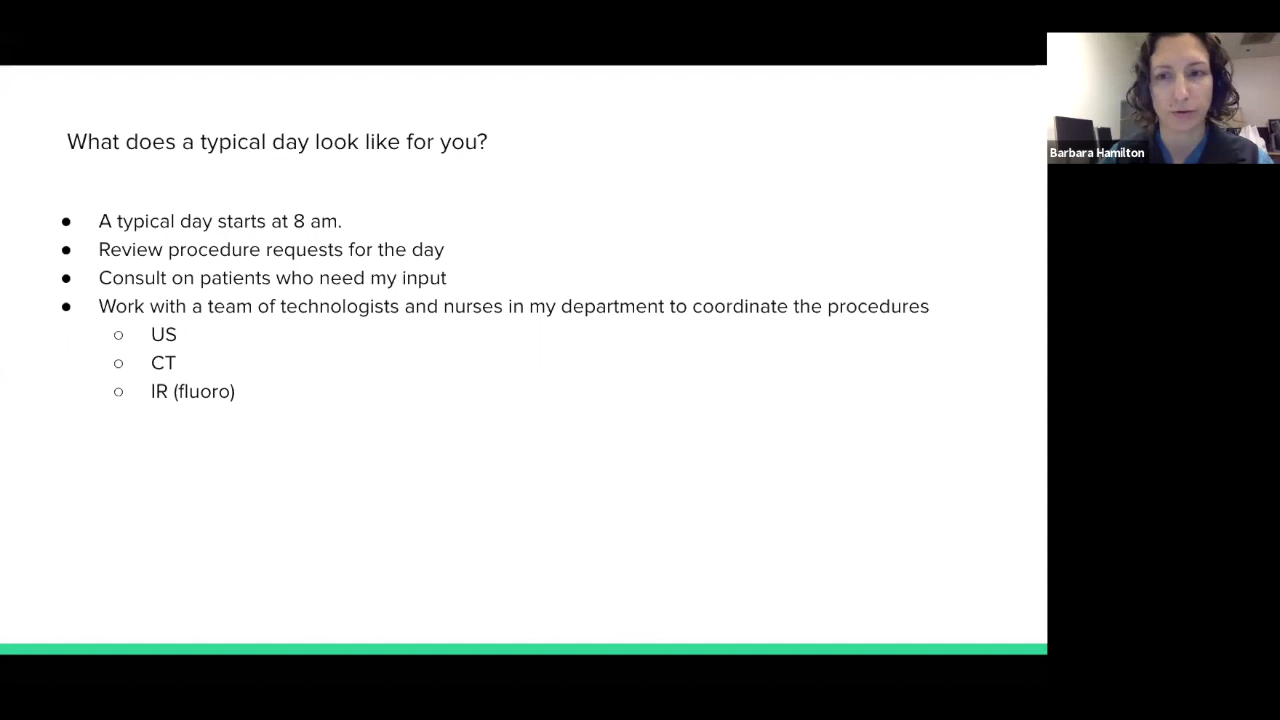 What does a typical day look like for you?
● A typical day starts at 8 am.
● Review procedure requests for the day
● Consult on patients who need my input
● Work with a team of technologists and nurses in my department to coordinate the procedures
○ US
○ CT
○ IR (fluoro)
Barbara Hamilton